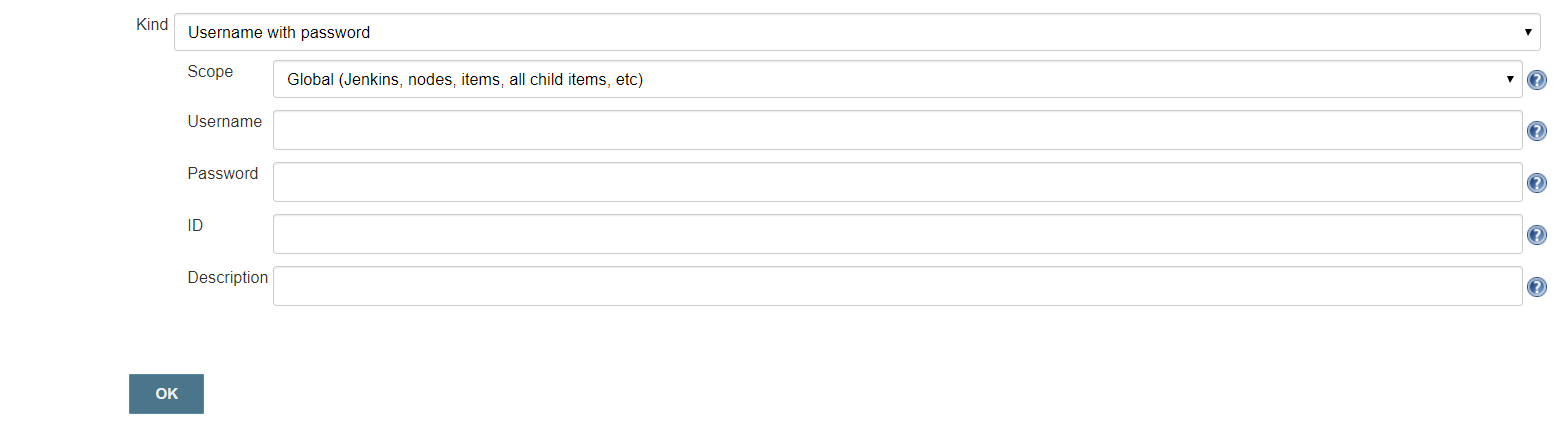 Kind Username with password
Scope Global (Jenkins, nodes, items, all child items, etc)
Username
Password
ID
Description
OK